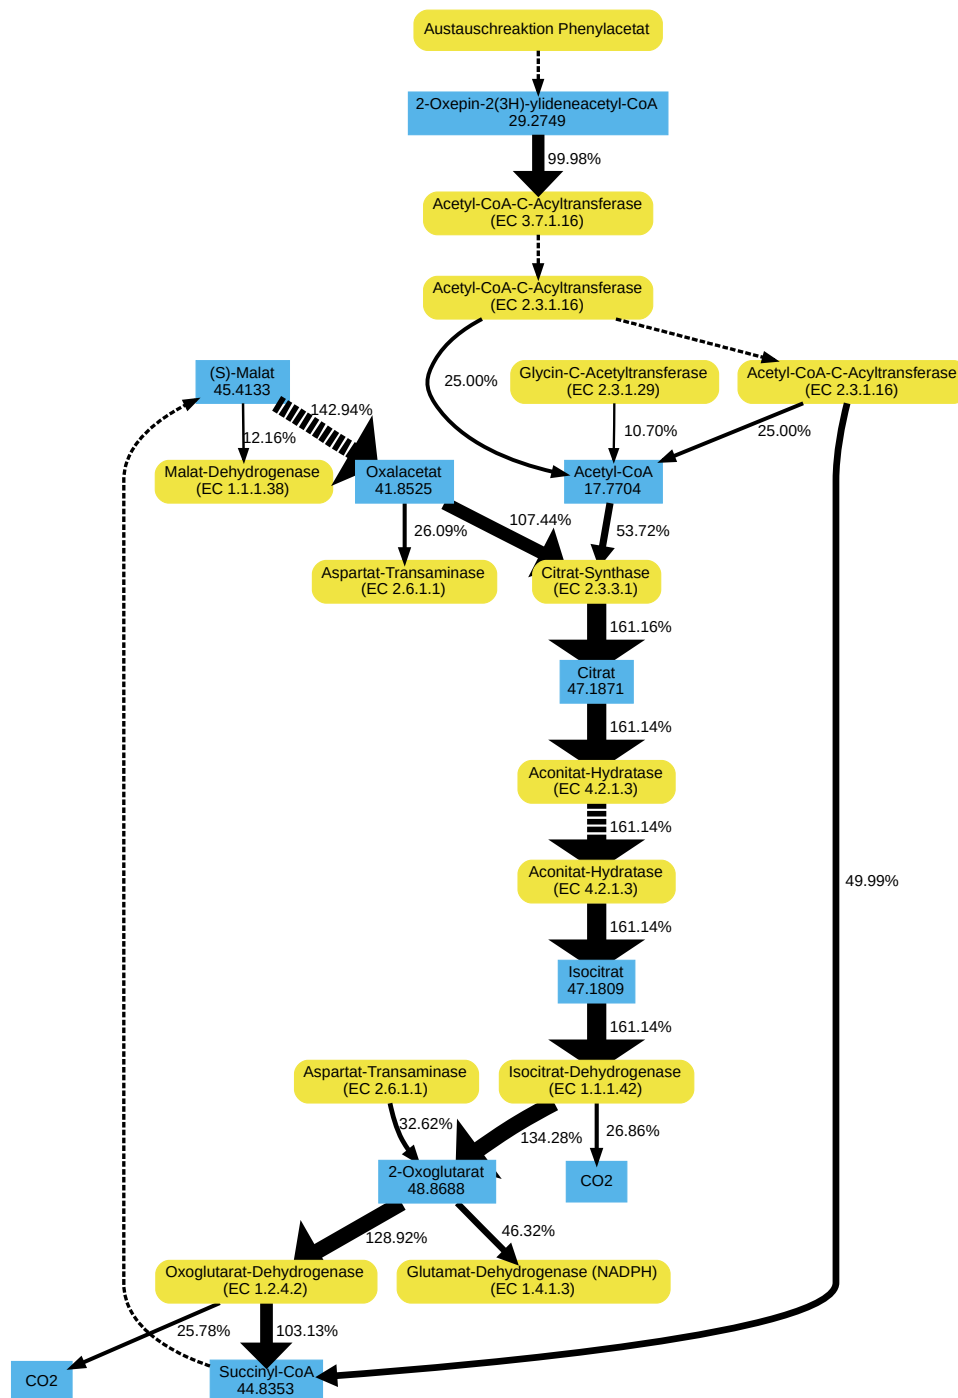 Austauschreaktion Phenylacetat
2-Oxepin-2(3H)-ylideneacetyl-CoA
29.2749
99.98%
Acetyl-CoA-C-Acyltransferase
(EC 3.7.1.16)
Acetyl-CoA-C-Acyltransferase
(EC 2.3.1.16)
(S)-Malat
45.4133
25.00%
Glycin-C-Acetyltransferase
(EC 2.3.1.29)
Acetyl-CoA-C-Acyltransferase
(EC 2.3.1.16)
142.94%
12.16%
10.70%
25.00%
Malat-Dehydrogenase
(EC 1.1.1.38)
Oxalacetat
41.8525
Acetyl-CoA
17.7704
26.09%
107.44%
53.72%
Aspartat-Transaminase
(EC 2.6.1.1)
Citrat-Synthase
(EC 2.3.3.1)
161.16%
Citrat
47.1871
161.14%
Aconitat-Hydratase
(EC 4.2.1.3)
161.14%
Aconitat-Hydratase
(EC 4.2.1.3)
49.99%
161.14%
Isocitrat
47.1809
161.14%
Aspartat-Transaminase
(EC 2.6.1.1)
Isocitrat-Dehydrogenase
(EC 1.1.1.42)
32.62%
134.28%
26.86%
2-Oxoglutarat
48.8688
CO2
128.92%
46.32%
Oxoglutarat-Dehydrogenase
(EC 1.2.4.2)
Glutamat-Dehydrogenase (NADPH)
(EC 1.4.1.3)
25.78%
103.13%
CO2
Succinyl-CoA
44.8353